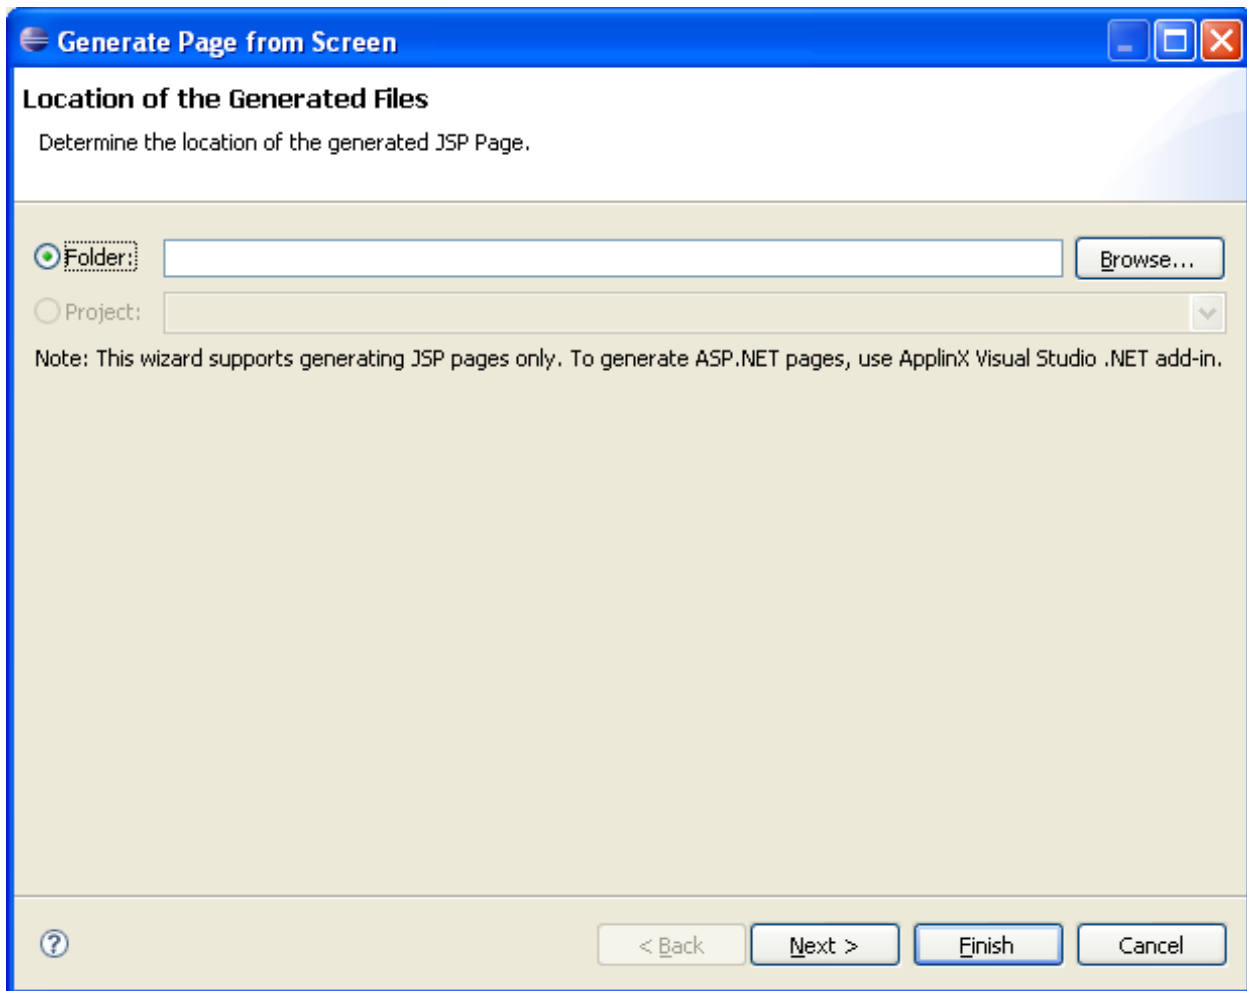 Generate Page from Screen
Location of the Generated Files
Determine the location of the generated JSP Page.
Folder: Browse...
Project:
Note: This wizard supports generating JSP pages only. To generate ASP.NET pages, use ApplinX Visual Studio .NET add-in.
? < Back Next > Finish Cancel